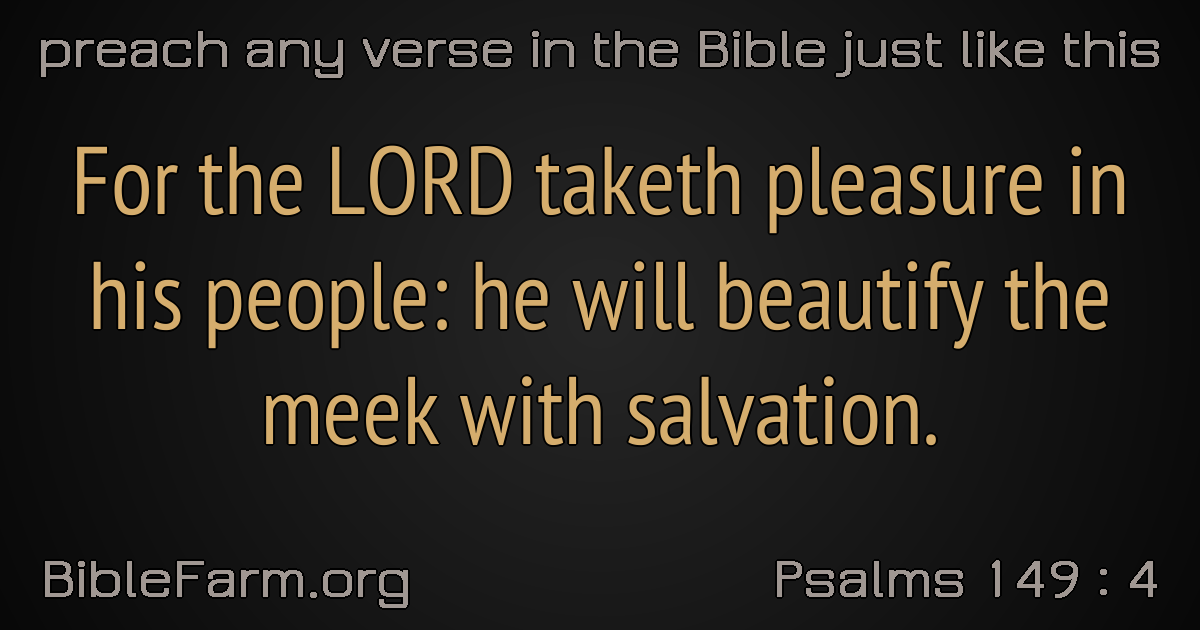 preach any verse in the Bible just like this
For the LORD taketh pleasure in
his people: he will beautify the
meek with salvation.
BibleFarm.org
Psalms 149 : 4